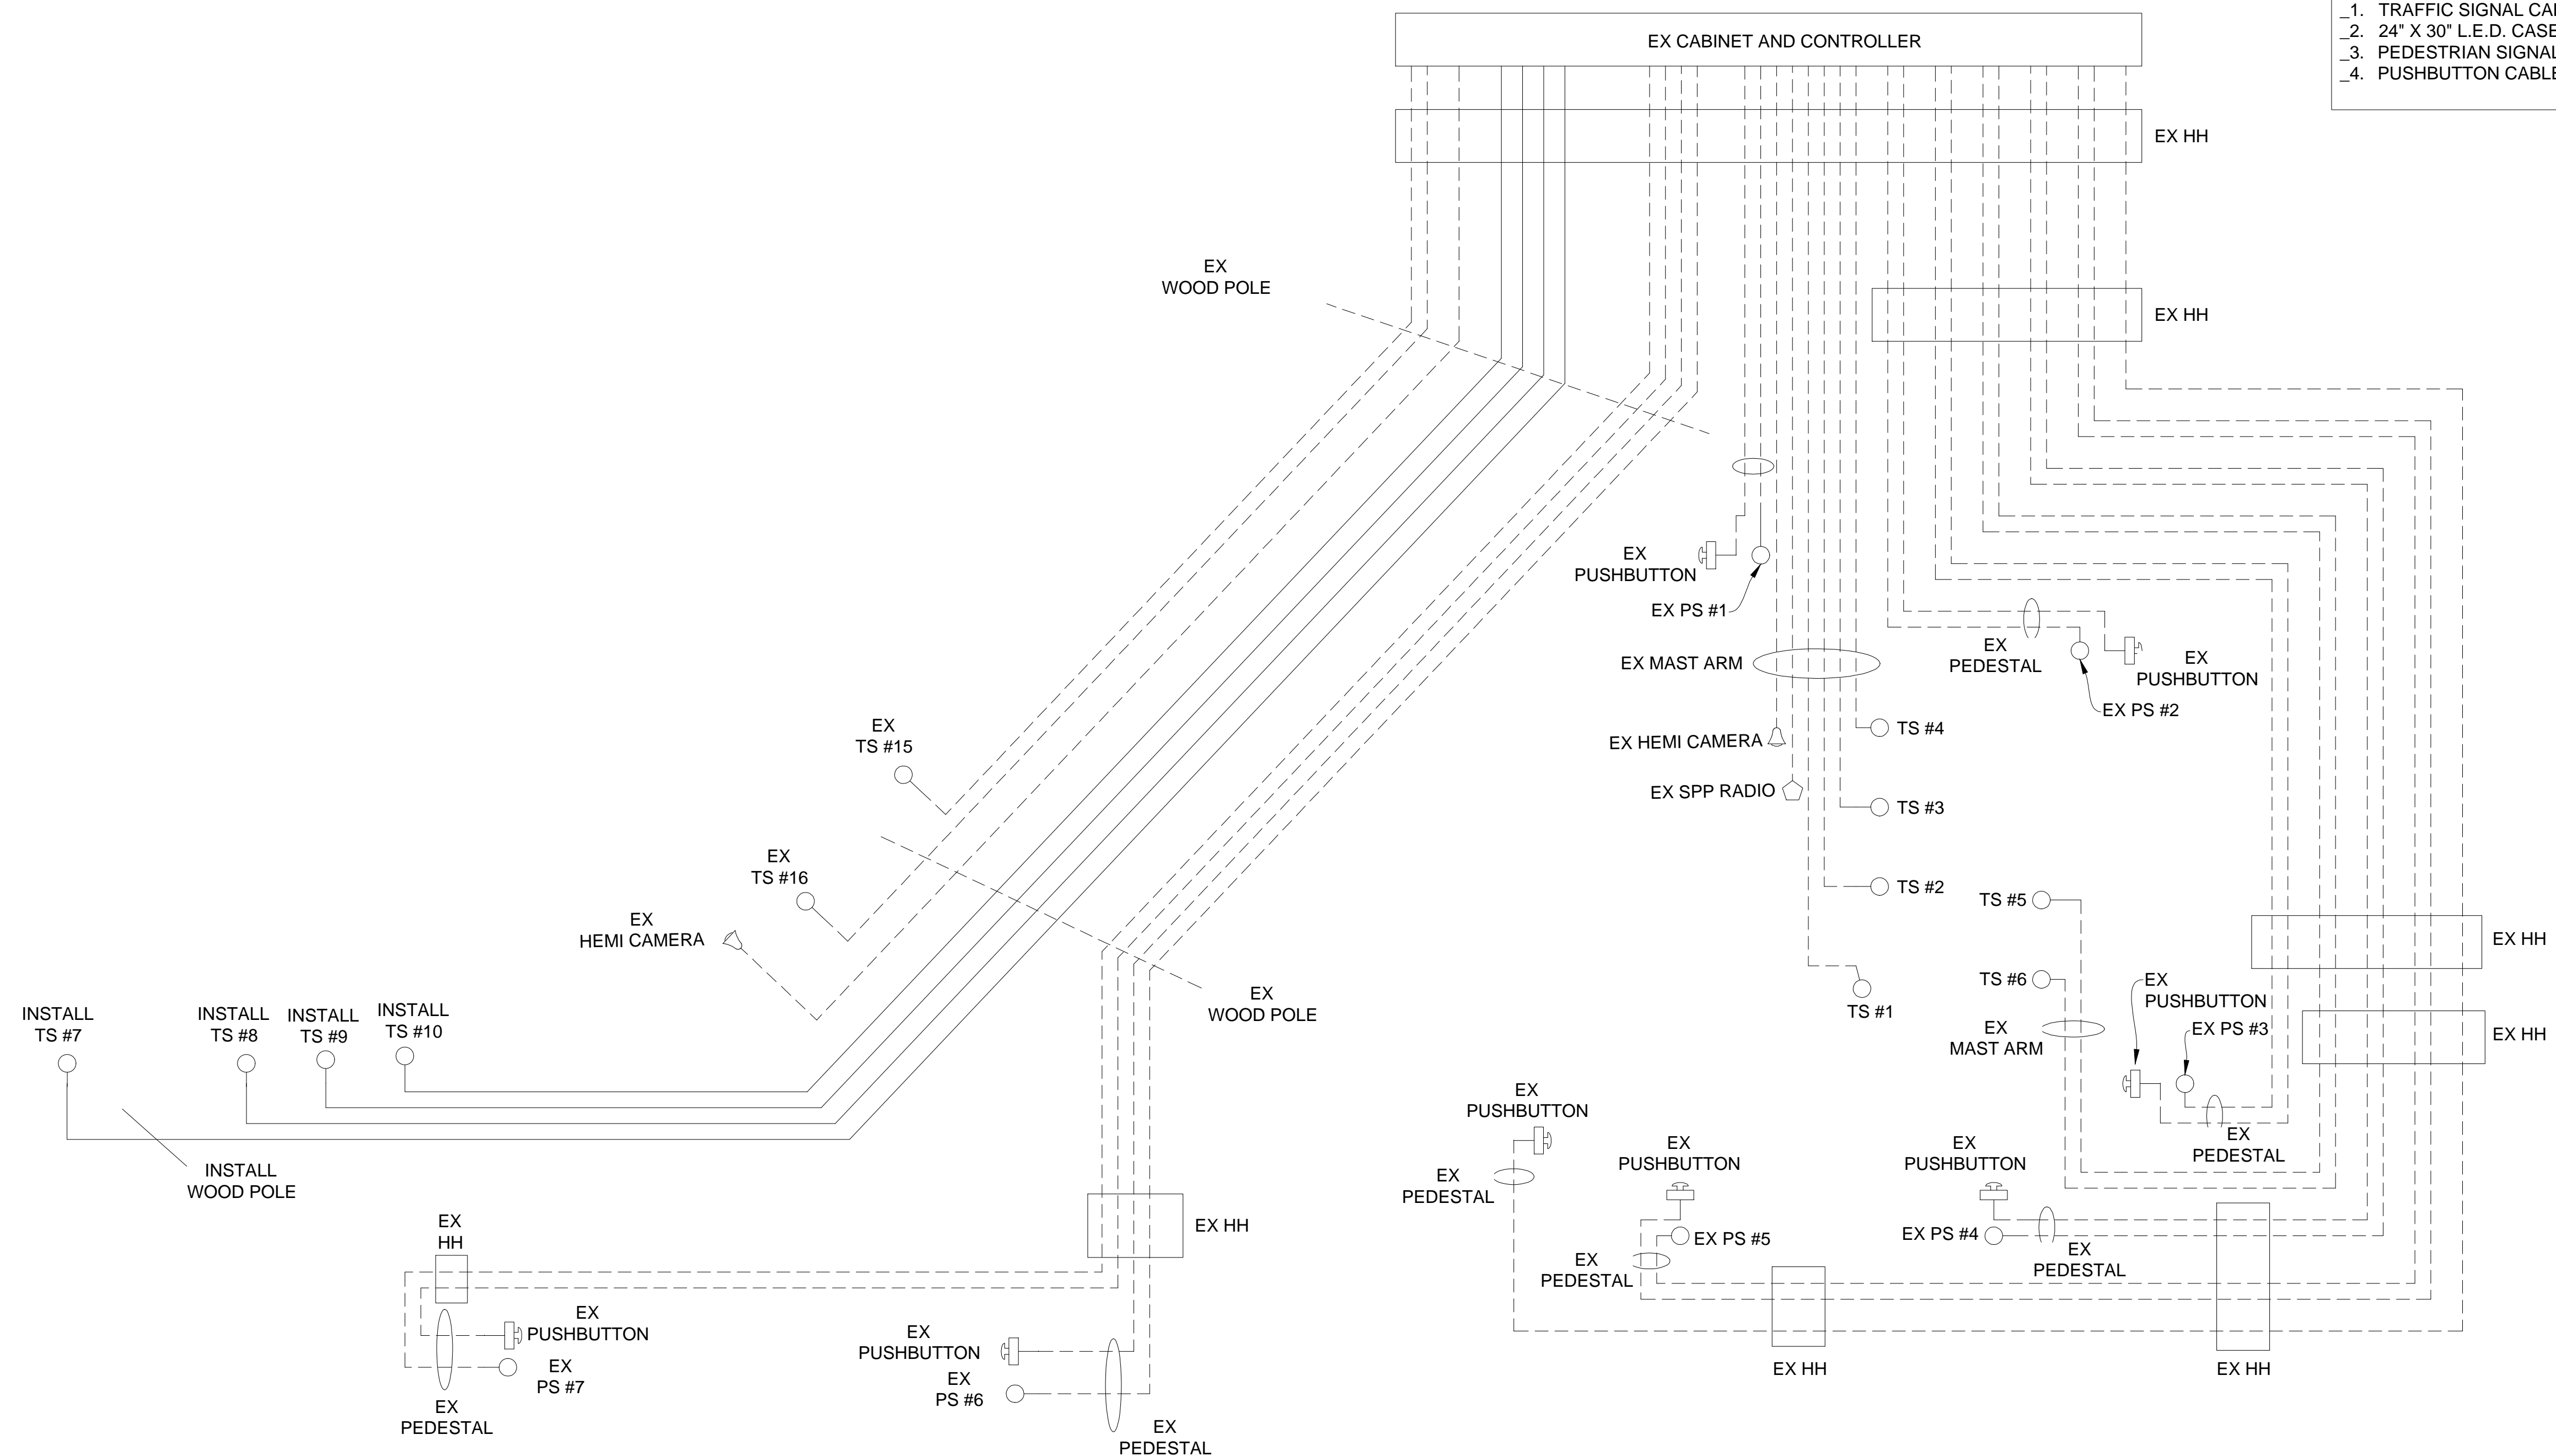 _1. TRAFFIC SIGNAL
_2. 24" X 30" L.E.D.
_3. PEDESTRIAN SIGNAL
_4. PUSHBUTTON
EX CABINET AND CONTROLLER
EX HH
EX
WOOD POLE
EX HH
EX
PUSHBUTTON
EX PS #1
EX MAST ARM
EX
PEDESTAL
EX
PUSHBUTTON
EX PS #2
EX
TS #15
TS #4
EX HEMI CAMERA
EX SPP RADIO
TS #3
EX
TS #16
TS #2
TS #5
EX
HEMI CAMERA
EX HH
TS #6
EX
PUSHBUTTON
EX
WOOD POLE
TS #1
INSTALL
TS #7
INSTALL
TS #8
INSTALL
TS #9
INSTALL
TS #10
EX
MAST ARM
EX PS #3
EX HH
EX
PUSHBUTTON
EX
PEDESTAL
EX
PUSHBUTTON
EX
PUSHBUTTON
EX
PEDESTAL
INSTALL
WOOD POLE
EX
HH
EX HH
EX PS #5
EX PS #4
EX
PEDESTAL
EX
PEDESTAL
EX
PUSHBUTTON
EX
PS #7
EX
PUSHBUTTON
EX
PS #6
EX HH
EX HH
EX
PEDESTAL
EX
PEDESTAL